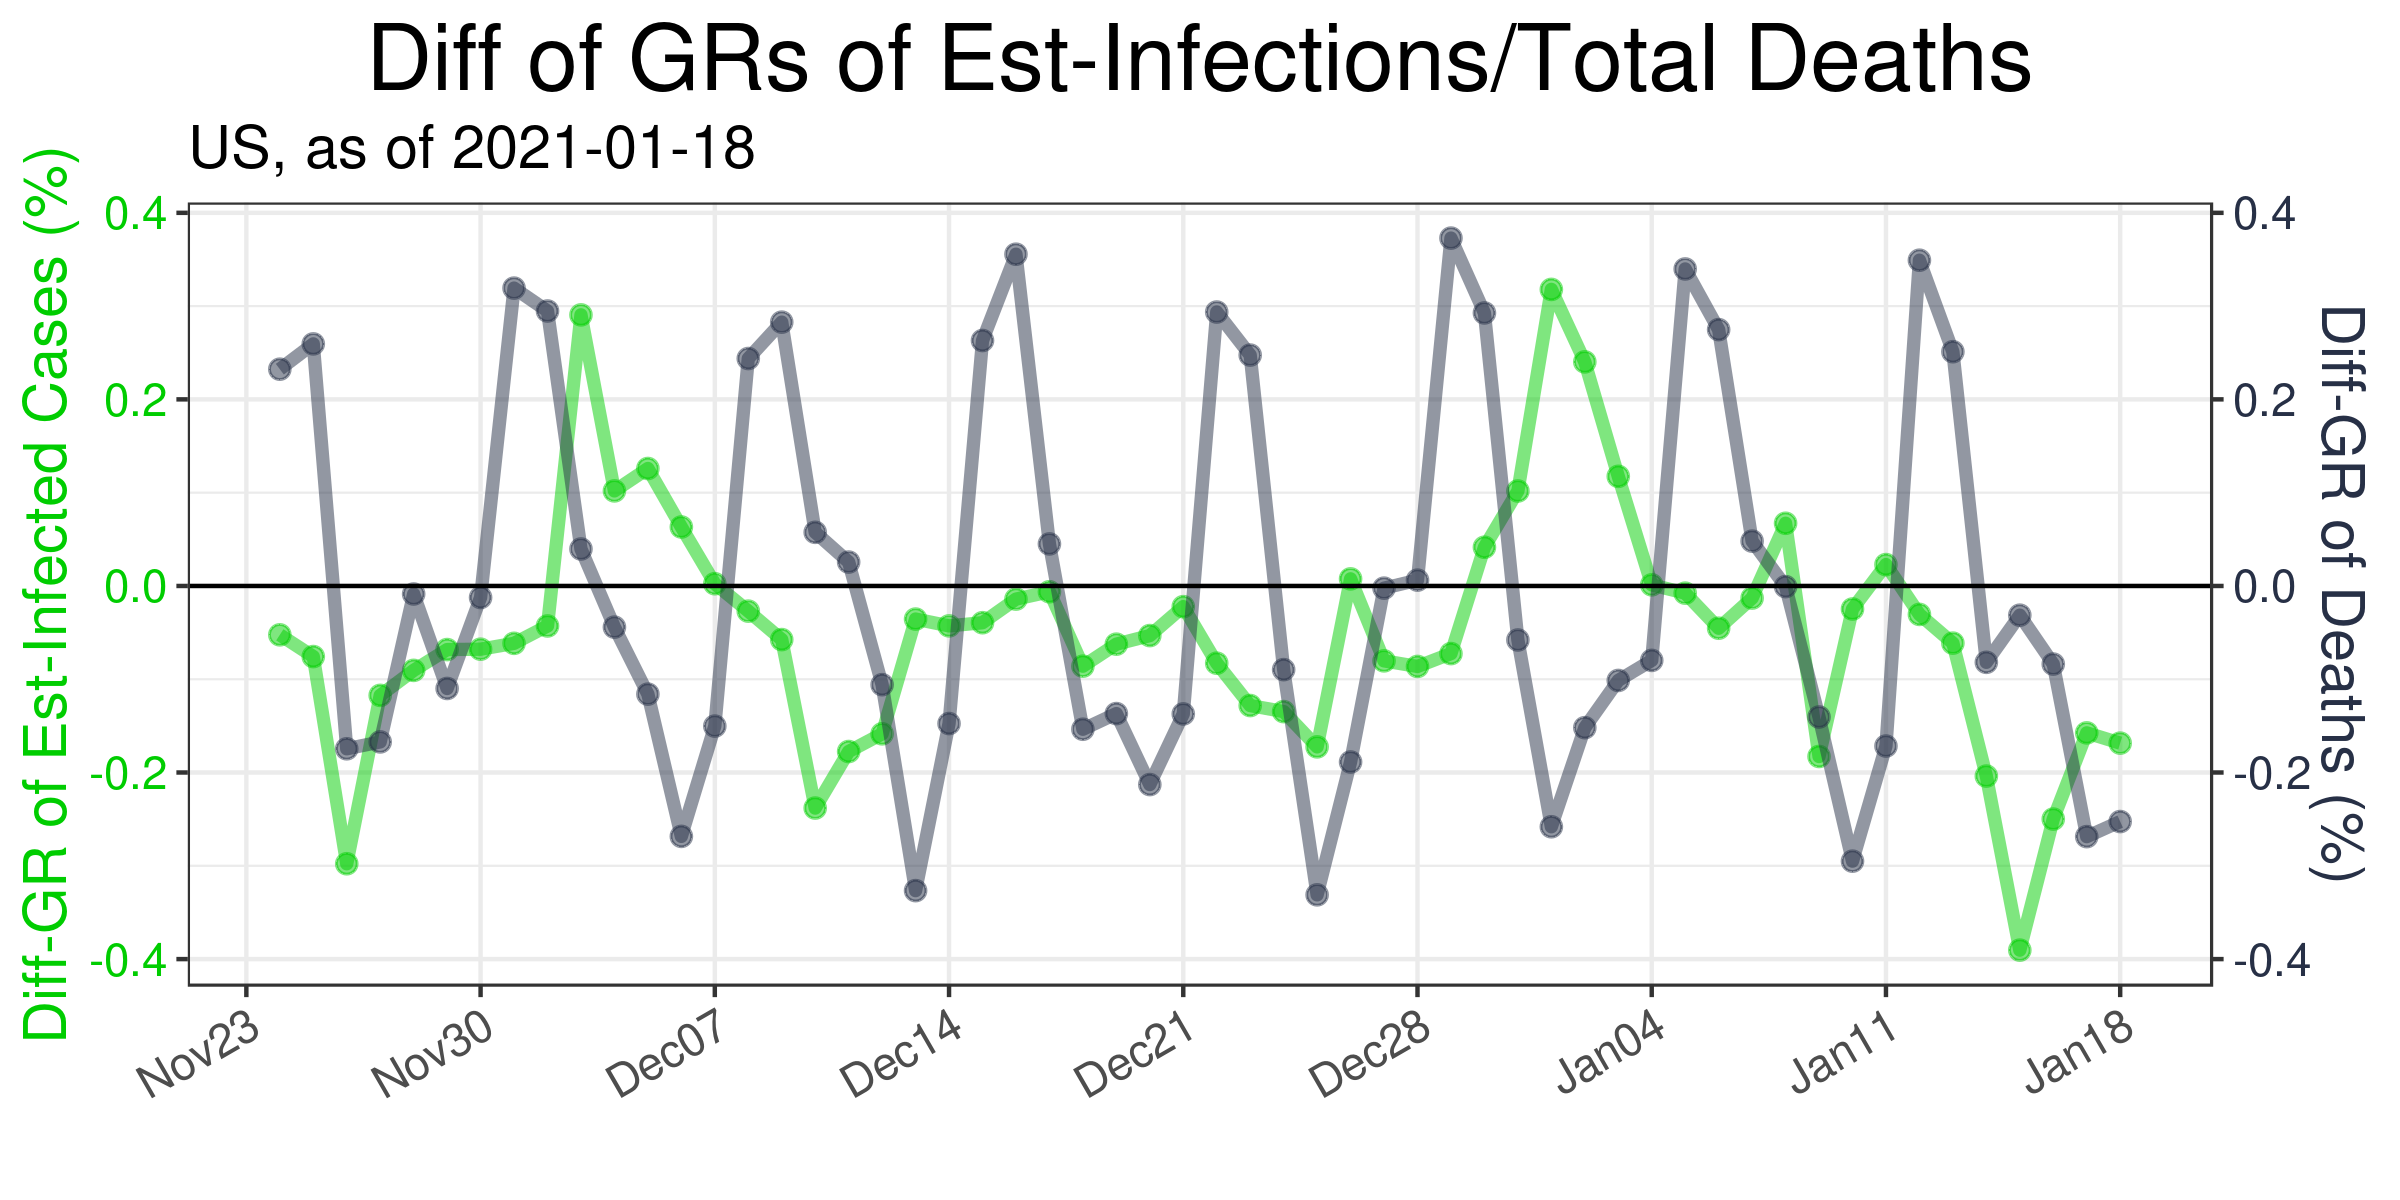 Diff of GRs of Est-Infections/Total Deaths
US, as of 2021-01-18
Diff-GR of Est-Infected Cases (%)
0.4
0.2
0.0
-0.2
-0.4
0.4
0.2
0.0
-0.2
-0.4
Diff-GR of Deaths (%)
Nov23
Nov30
Dec07
Dec14
Dec21
Dec28
Jan04
Jan11
Jan18